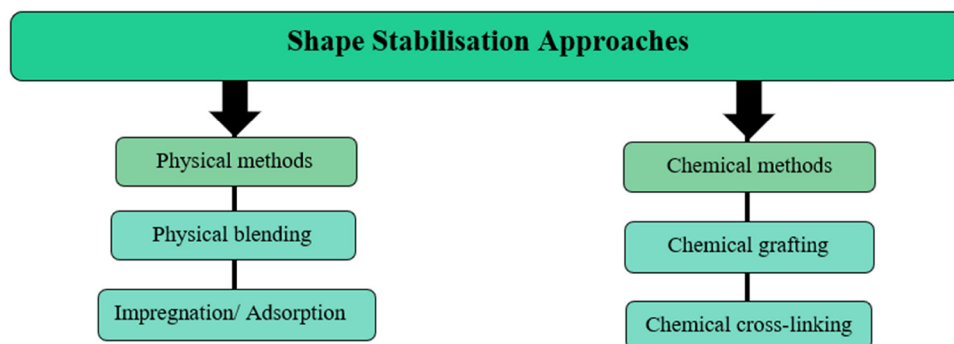 Shape Stabilisation Approaches
Physical methods
Physical blending
Impregnation/ Adsorption
Chemical methods
Chemical grafting
Chemical cross-linking